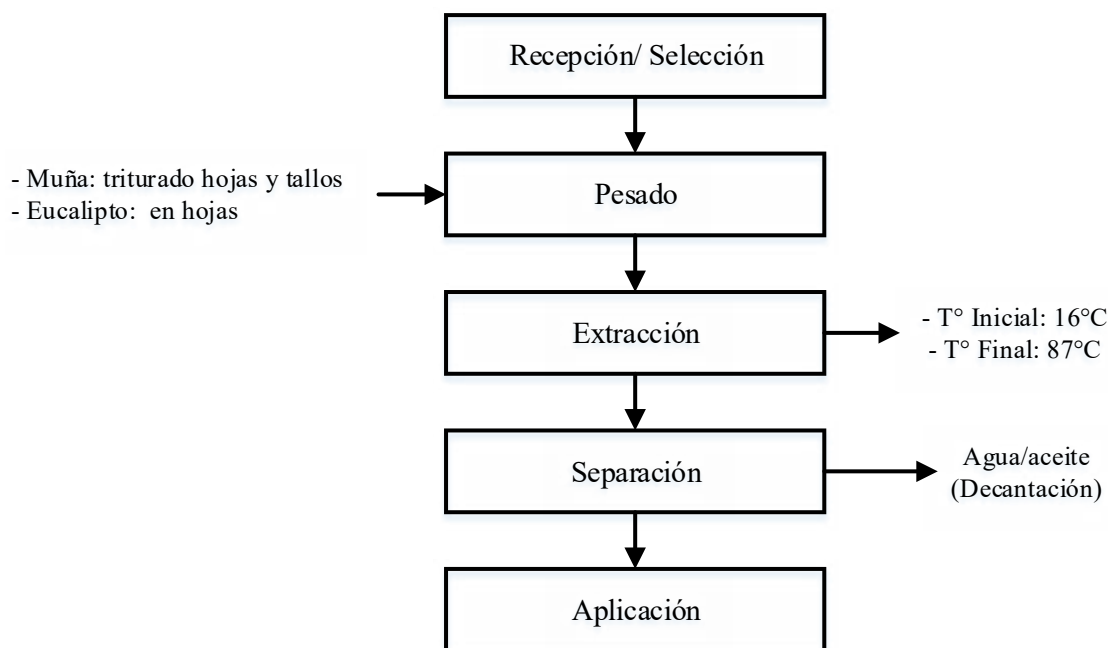 Recepción/ Selección
- Muña: triturado hojas y tallos
- Eucalipto: en hojas
Pesado
Extracción
- T° Inicial: 16°C
- T° Final: 87°C
Separación
Agua/aceite
(Decantación)
Aplicación